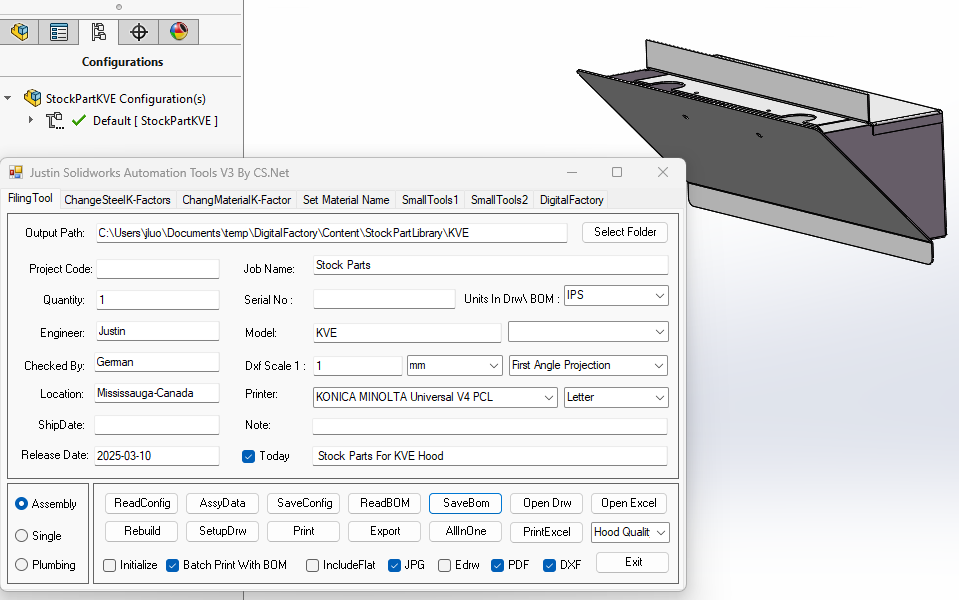 Configurations
StockPartKVE Configuration(s)
Default [ StockPartKVE ]
Justin Solidworks Automation Tools V3 By CS.Net
FilingTool ChangeSteelK-Factors ChangMaterialK-Factor Set Material Name SmallTools1 SmallTools2 DigitalFactory
Output Path: C:\Users\jluo\Documents\temp\DigitalFactory\Content\StockPartLibrary\KVE Select Folder
Project Code: Job Name: Stock Parts
Quantity: 1 Serial No : Units In Drw\ BOM : IPS
Engineer: Justin Model: KVE
Checked By: German Dxf Scale 1 : 1 mm First Angle Projection
Location: Mississauga-Canada Printer: KONICA MINOLTA Universal V4 PCL Letter
ShipDate: Note:
Release Date: 2025-03-10 Today Stock Parts For KVE Hood
Assembly ReadConfig AssyData SaveConfig ReadBOM SaveBom Open Drw Open Excel
Single Rebuild SetupDrw Print Export AllInOne PrintExcel Hood Qualit
Plumbing Initialize Batch Print With BOM IncludeFlat JPG Edrw PDF DXF Exit